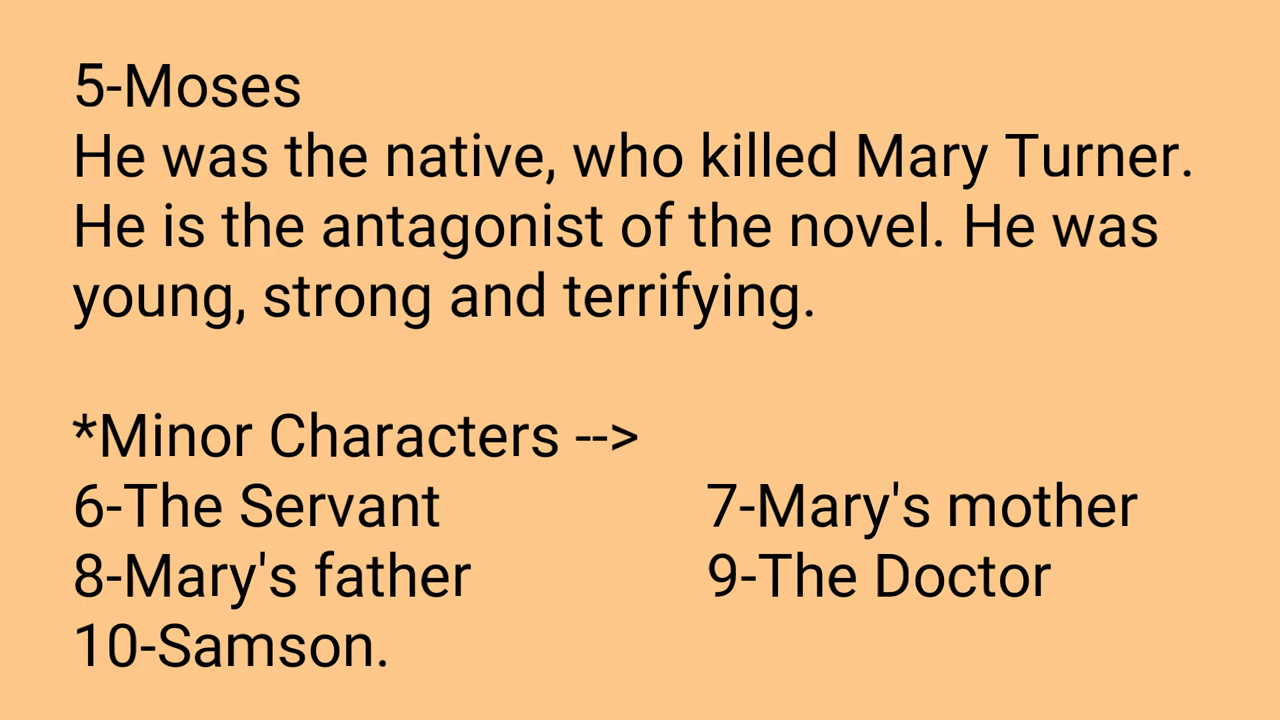 5-Moses
He was the native, who killed Mary Turner.
He is the antagonist of the novel. He was
young, strong and terrifying.
*Minor Characters -->
6-The Servant 7-Mary's mother
8-Mary's father 9-The Doctor
10-Samson.